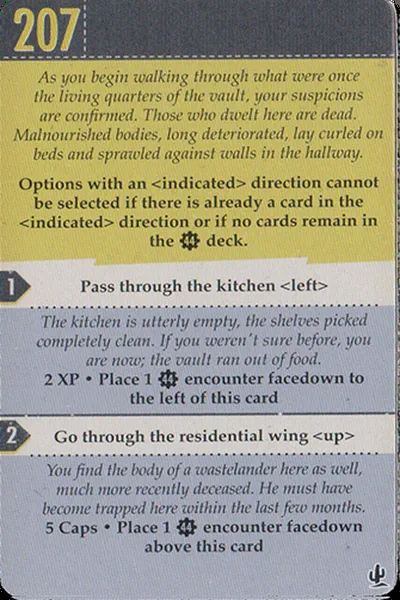 207
As you begin walking through what were once
the living quarters of the vault, your suspicions
are confirmed. Those who dwelt here are dead.
Malnourished bodies, long deteriorated, lay curled on
beds and sprawled against walls in the hallway.
Options with an <indicated> direction cannot
be selected if there is already a card in the
<indicated> direction or if no cards remain in
the 44 deck.
1 Pass through the kitchen <left>
The kitchen is utterly empty, the shelves picked
completely clean. If you weren't sure before, you
are now; the vault ran out of food.
2 XP • Place 1 44 encounter facedown to
the left of this card
2 Go through the residential wing <up>
You find the body of a wastelander here as well,
much more recently deceased. He must have
become trapped here within the last few months.
5 Caps • Place 1 44 encounter facedown
above this card